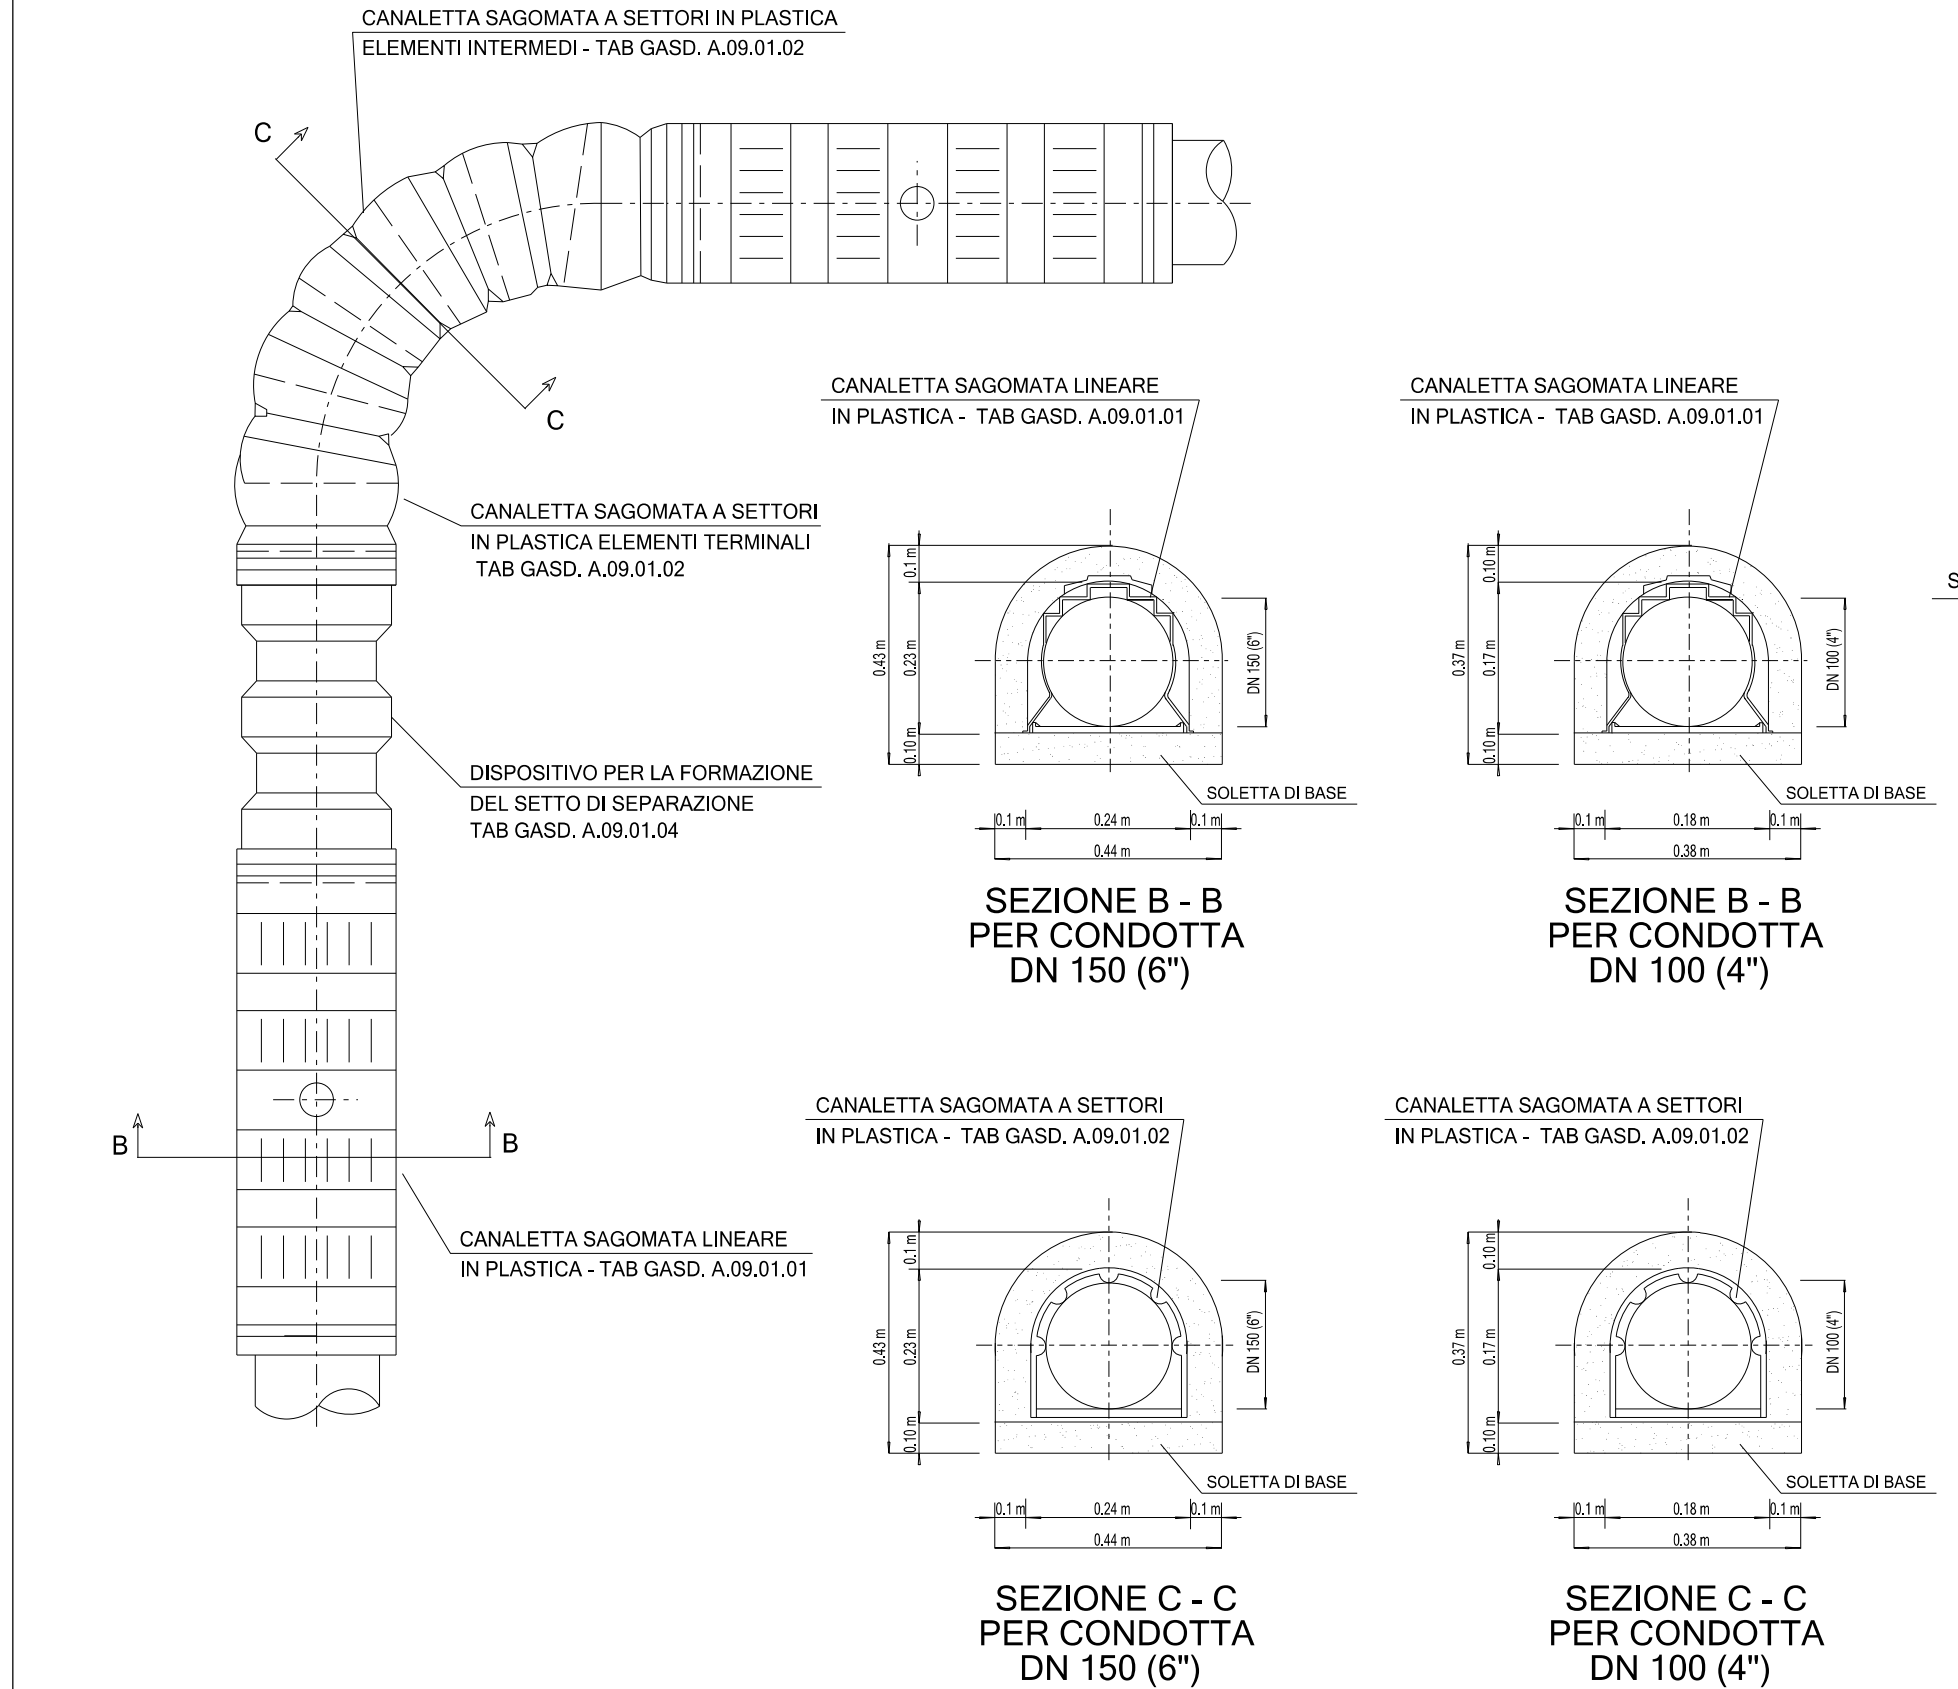 CANALETTA SAGOMATA A SETTORI IN PLASTICA
ELEMENTI INTERMEDI - TAB GASD. A.09.01.02
C
C
CANALETTA SAGOMATA A SETTORI
IN PLASTICA ELEMENTI TERMINALI
TAB GASD. A.09.01.02
DISPOSITIVO PER LA FORMAZIONE
DEL SETTO DI SEPARAZIONE
TAB GASD. A.09.01.04
B
B
CANALETTA SAGOMATA LINEARE
IN PLASTICA - TAB GASD. A.09.01.01
CANALETTA SAGOMATA LINEARE
IN PLASTICA - TAB GASD. A.09.01.01
0.1 m
0.43 m
0.23 m
0.10 m
DN 150 (6")
SOLETTA DI BASE
0.1 m
0.24 m
0.1 m
0.44 m
SEZIONE B - B
PER CONDOTTA
DN 150 (6")
CANALETTA SAGOMATA LINEARE
IN PLASTICA - TAB GASD. A.09.01.01
0.10 m
0.37 m
0.17 m
0.10 m
DN 100 (4")
SOLETTA DI BASE
0.1 m
0.18 m
0.1 m
0.38 m
SEZIONE B - B
PER CONDOTTA
DN 100 (4")
S
CANALETTA SAGOMATA A SETTORI
IN PLASTICA - TAB GASD. A.09.01.02
0.1 m
0.43 m
0.23 m
0.10 m
DN 150 (6")
SOLETTA DI BASE
0.1 m
0.24 m
0.1 m
0.44 m
SEZIONE C - C
PER CONDOTTA
DN 150 (6")
CANALETTA SAGOMATA A SETTORI
IN PLASTICA - TAB GASD. A.09.01.02
0.10 m
0.37 m
0.17 m
0.10 m
DN 100 (4")
SOLETTA DI BASE
0.1 m
0.18 m
0.1 m
0.38 m
SEZIONE C - C
PER CONDOTTA
DN 100 (4")